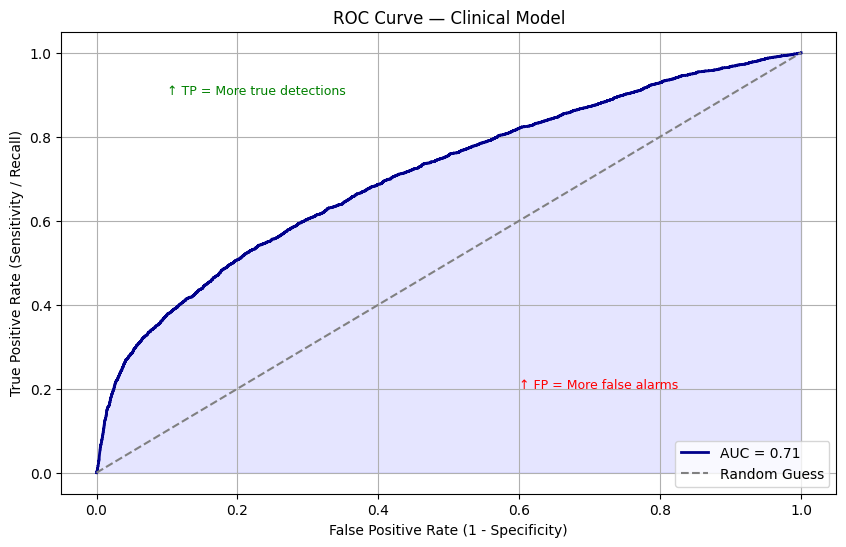 ROC Curve — Clinical Model
True Positive Rate (Sensitivity / Recall)
1.0
0.8
0.6
0.4
0.2
0.0
↑ TP = More true detections
↑ FP = More false alarms
AUC = 0.71
Random Guess
0.0 0.2 0.4 0.6 0.8 1.0
False Positive Rate (1 - Specificity)